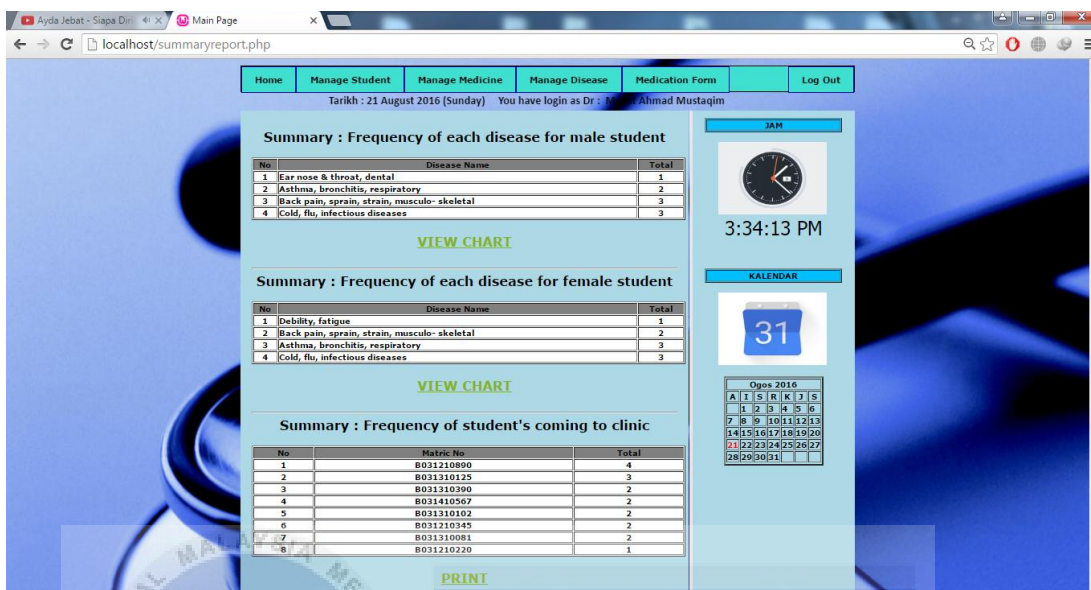 Ayda Jebat - Siapa Diri
Main Page
localhost/summaryreport.php
Home Manage Student Manage Medicine Manage Disease Medication Form Log Out
Tarikh : 21 August 2016 (Sunday) You have login as Dr : Ahmad Mustaqim
Summary : Frequency of each disease for male student
No Disease Name Total
1 Ear nose & throat, dental 1
2 Asthma, bronchitis, respiratory 2
3 Back pain, sprain, strain, musculo- skeletal 3
4 Cold, flu, infectious diseases 3
VIEW CHART
Summary : Frequency of each disease for female student
No Disease Name Total
1 Debility, fatigue 1
2 Back pain, sprain, strain, musculo- skeletal 2
3 Asthma, bronchitis, respiratory 3
4 Cold, flu, infectious diseases 3
VIEW CHART
Summary : Frequency of student's coming to clinic
No Matric No Total
1 B031210890 4
2 B031310125 3
3 B031310390 2
4 B031410567 2
5 B031310102 2
6 B031210345 2
7 B031310081 2
8 B031210220 1
PRINT
JAM
3:34:13 PM
KALENDAR
31
Ogos 2016
A I S R K J S
1 2 3 4 5 6
7 8 9 10 11 12 13
14 15 16 17 18 19 20
21 22 23 24 25 26 27
28 29 30 31
MALAYSIA